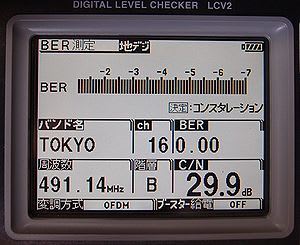 DIGITAL LEVEL CHECKER LCV2
BER測定 地デジ
-2 -3 -4 -5 -6 -7
BER
決定:コンスタレーション
バンド名 ch BER
TOKYO 16 0.00
周波数 階層 C/N
491.14MHz B 29.9dB
変調方式 OFDM ブースター給電 OFF